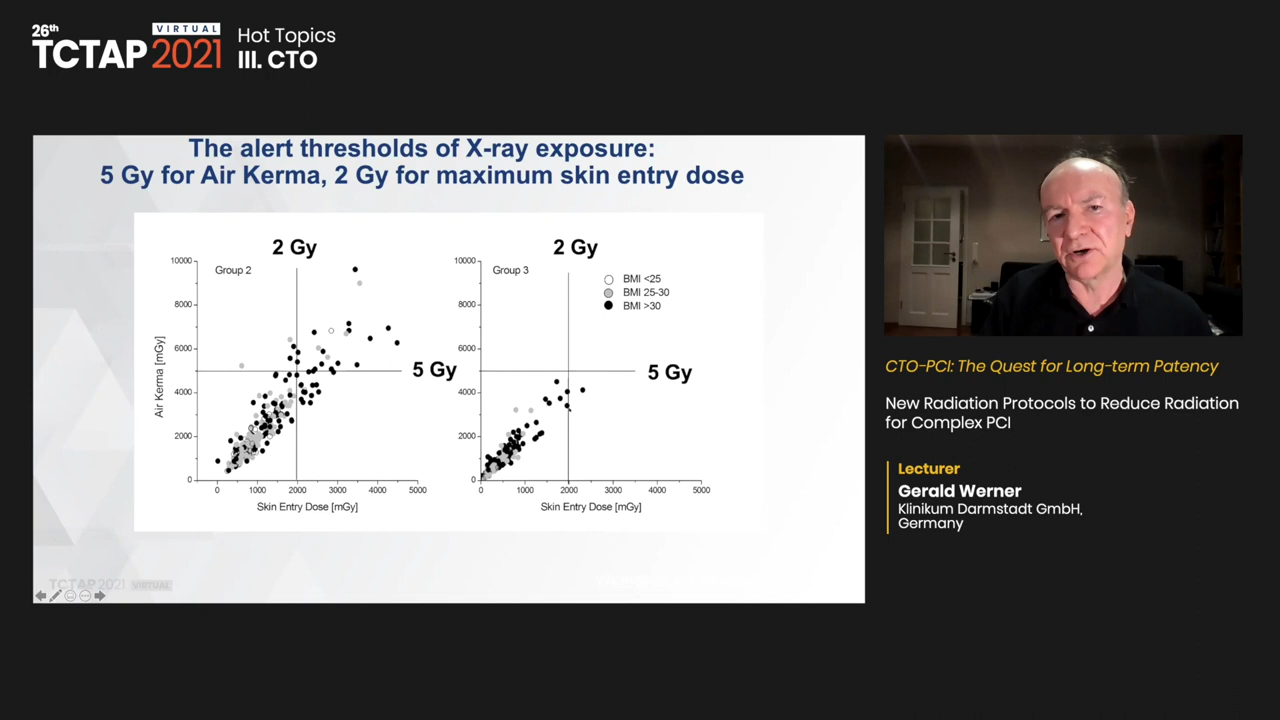 26th
VIRTUAL
TCTAP 2021
Hot Topics
III. CTO
The alert thresholds of X-ray exposure:
5 Gy for Air Kerma, 2 Gy for maximum skin entry dose
2 Gy
10000
Group 2
8000
6000
4000
2000
0
Air Kerma [mGy]
5 Gy
0
1000
2000
3000
4000
5000
Skin Entry Dose [mGy]
2 Gy
10000
Group 3
BMI <25
BMI 25-30
BMI >30
8000
6000
4000
2000
0
5 Gy
0
1000
2000
3000
4000
5000
Skin Entry Dose [mGy]
TCTAP 2021 VIRTUAL
CTO-PCI: The Quest for Long-term Patency
New Radiation Protocols to Reduce Radiation
for Complex PCI
Lecturer
Gerald Werner
Klinikum Darmstadt GmbH,
Germany